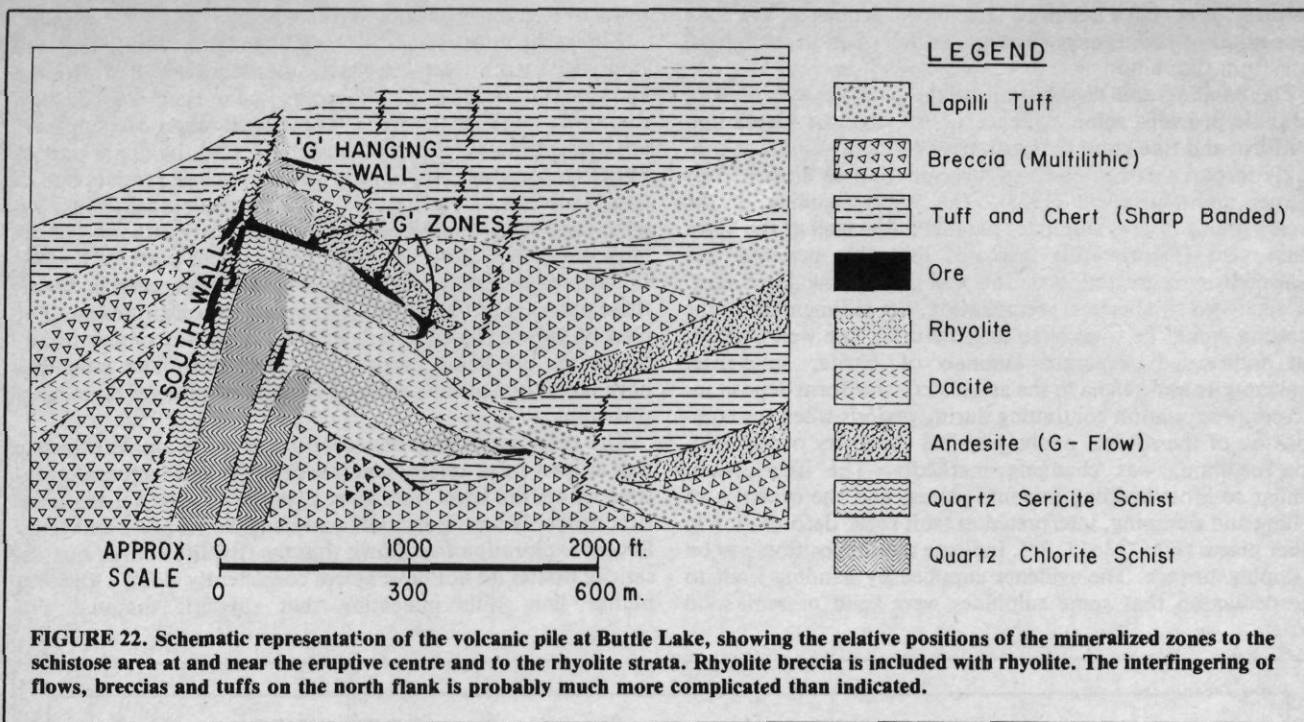 LEGEND
Lapilli Tuff
Breccia (Multilithic)
Tuff and Chert (Sharp Banded)
Ore
Rhyolite
Dacite
Andesite (G - Flow)
Quartz Sericite Schist
Quartz Chlorite Schist
'G' HANGING
WALL
'G' ZONES
SOUTH WALL
APPROX.
SCALE
0 1000 2000 ft.
0 300 600 m.
FIGURE 22. Schematic representation of the volcanic pile at Buttle Lake, showing the relative positions of the mineralized zones to the
schistose area at and near the eruptive centre and to the rhyolite strata. Rhyolite breccia is included with rhyolite. The interfingering of
flows, breccias and tuffs on the north flank is probably much more complicated than indicated.